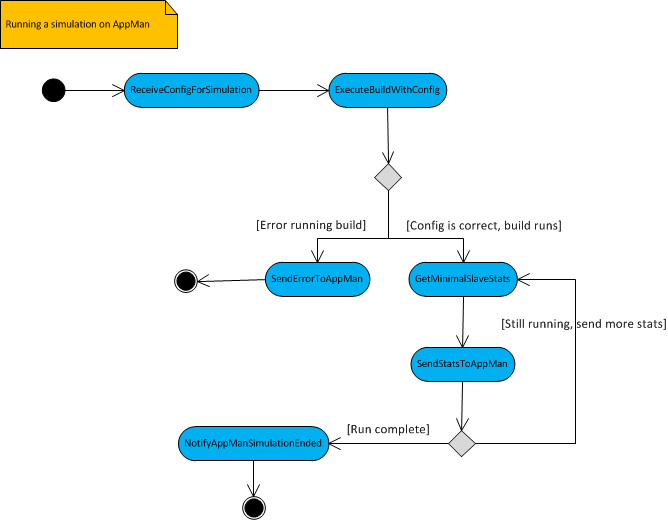 Running a simulation on AppMan
ReceiveConfigForSimulation
ExecuteBuildWithConfig
[Error running build]
[Config is correct, build runs]
SendErrorToAppMan
GetMinimalSlaveStats
[Still running, send more stats]
SendStatsToAppMan
[Run complete]
NotifyAppManSimulationEnded